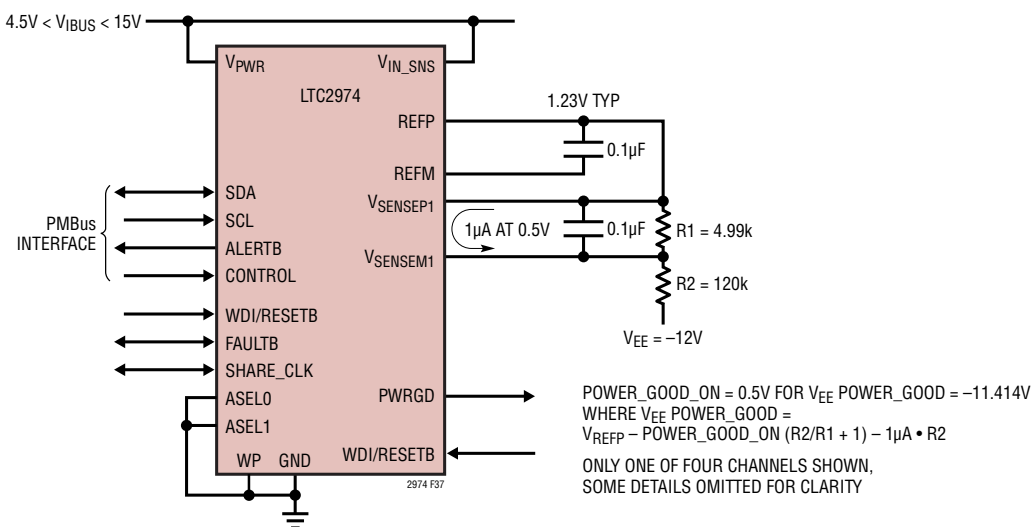 4.5V < VIBUS < 15V
VPWR
VIN_SNS
LTC2974
REFP
1.23V TYP
0.1µF
REFM
VSENSEP1
1µA AT 0.5V
0.1µF
R1 = 4.99k
VSENSEM1
R2 = 120k
VEE = –12V
PMBus
INTERFACE
SDA
SCL
ALERTB
CONTROL
WDI/RESETB
FAULTB
SHARE_CLK
ASEL0
ASEL1
WP
GND
PWRGD
WDI/RESETB
2974 F37
POWER_GOOD_ON = 0.5V FOR VEE POWER_GOOD = –11.414V
WHERE VEE POWER_GOOD =
VREFP – POWER_GOOD_ON (R2/R1 + 1) – 1µA • R2
ONLY ONE OF FOUR CHANNELS SHOWN,
SOME DETAILS OMITTED FOR CLARITY